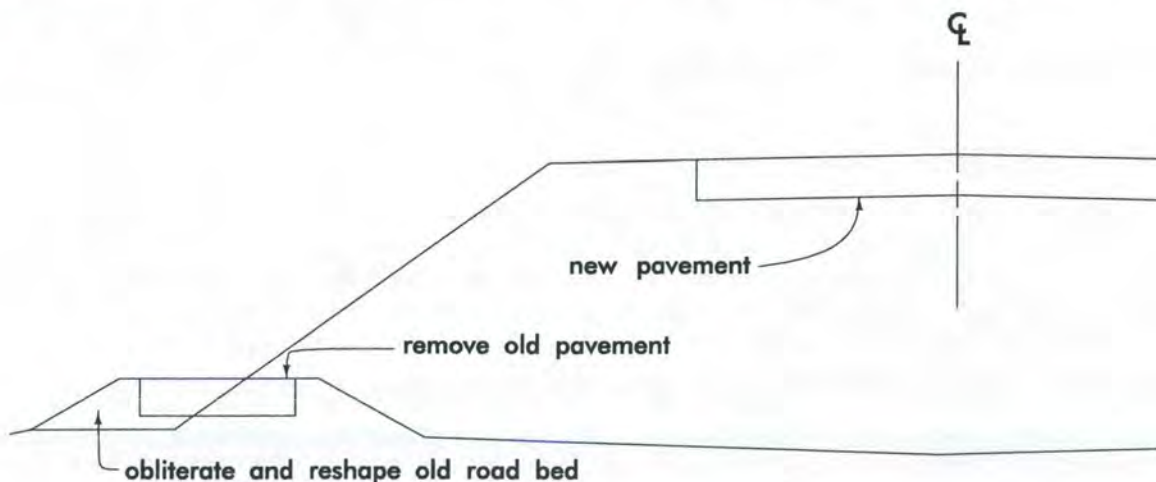 ℄
new pavement
remove old pavement
obliterate and reshape old road bed